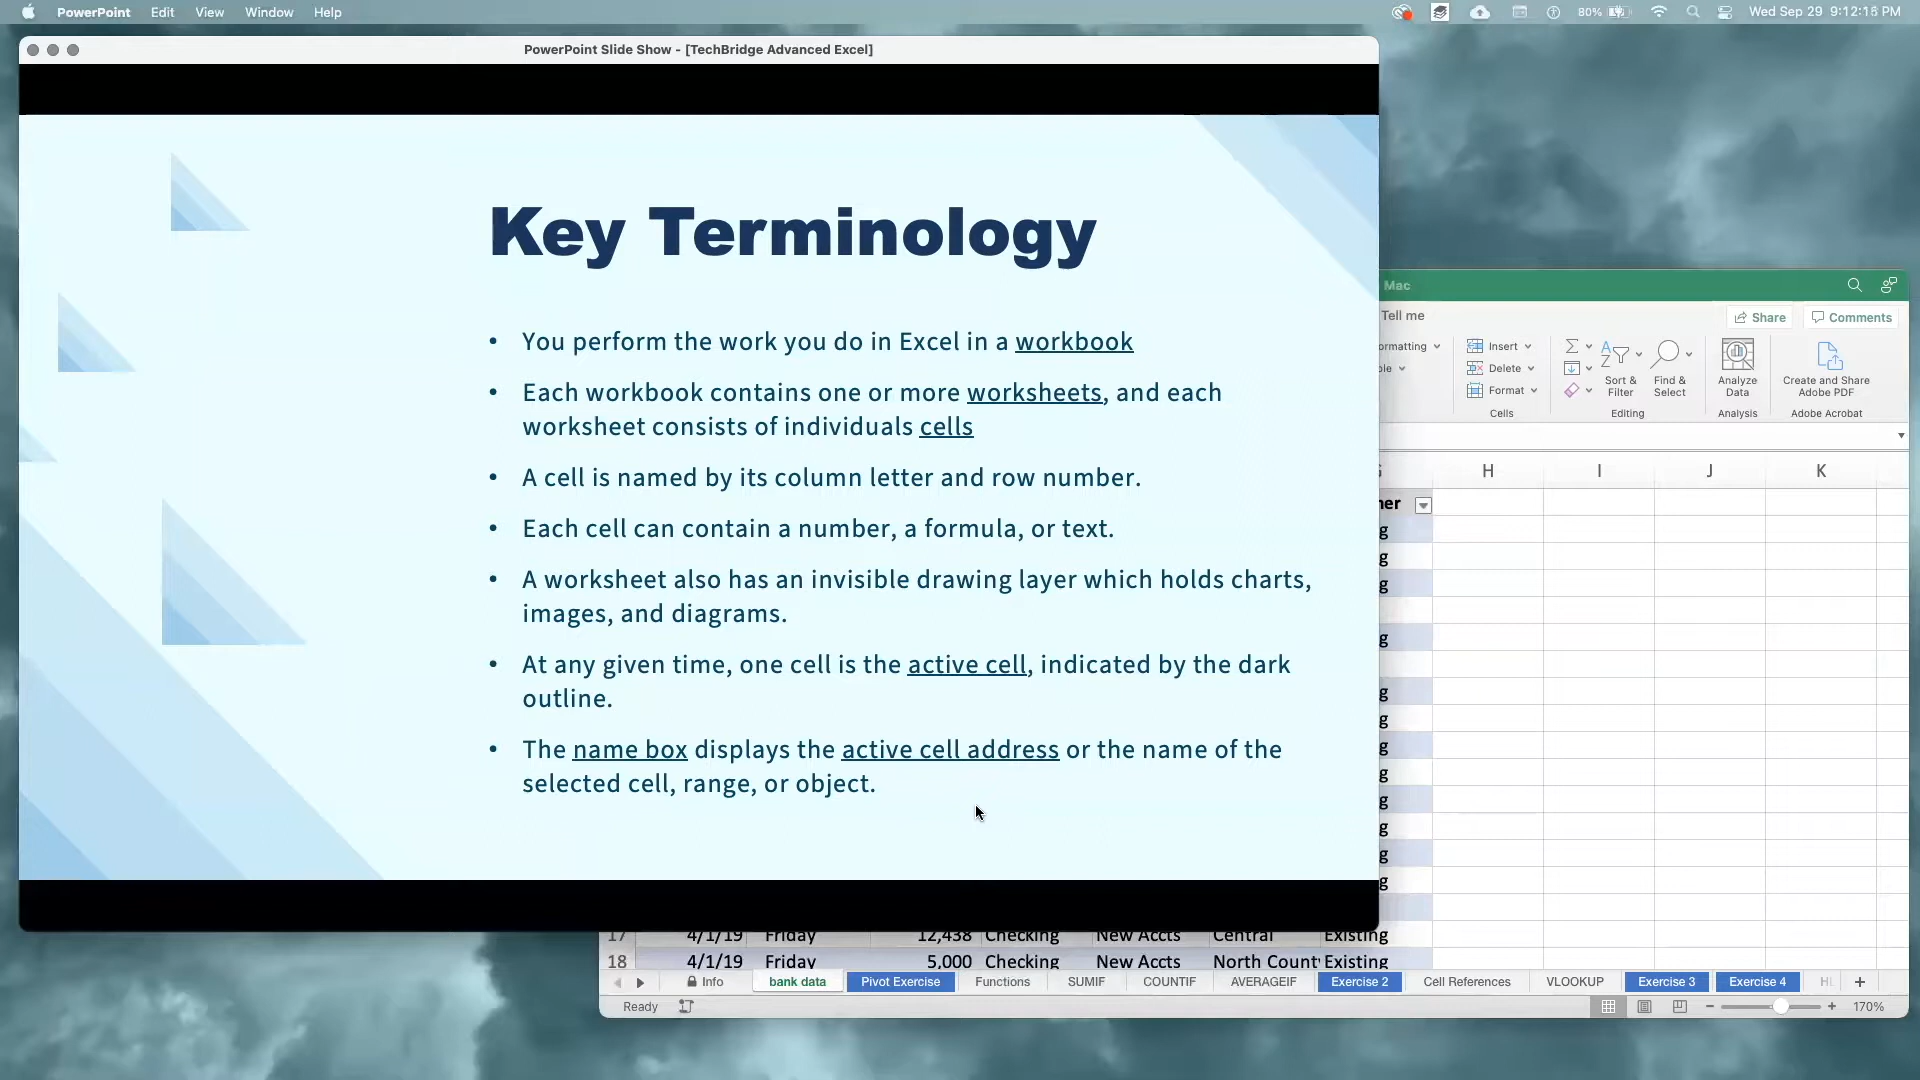 PowerPoint Edit View Window Help 80% Wed Sep 29 9:12:15 PM
PowerPoint Slide Show - [TechBridge Advanced Excel]
Key Terminology
• You perform the work you do in Excel in a workbook
• Each workbook contains one or more worksheets, and each
worksheet consists of individuals cells
• A cell is named by its column letter and row number.
• Each cell can contain a number, a formula, or text.
• A worksheet also has an invisible drawing layer which holds charts,
images, and diagrams.
• At any given time, one cell is the active cell, indicated by the dark
outline.
• The name box displays the active cell address or the name of the
selected cell, range, or object.
Mac
Tell me Share Comments
Insert
Delete
Format
Cells
Sort &
Filter
Find &
Select
Editing
Analyze
Data
Analysis
Create and Share
Adobe PDF
Adobe Acrobat
H I J K
17 4/1/19 Friday 12,438 Checking New Accts Central Existing
18 4/1/19 Friday 5,000 Checking New Accts North County Existing
Info bank data Pivot Exercise Functions SUMIF COUNTIF AVERAGEIF Exercise 2 Cell References VLOOKUP Exercise 3 Exercise 4
Ready 170%